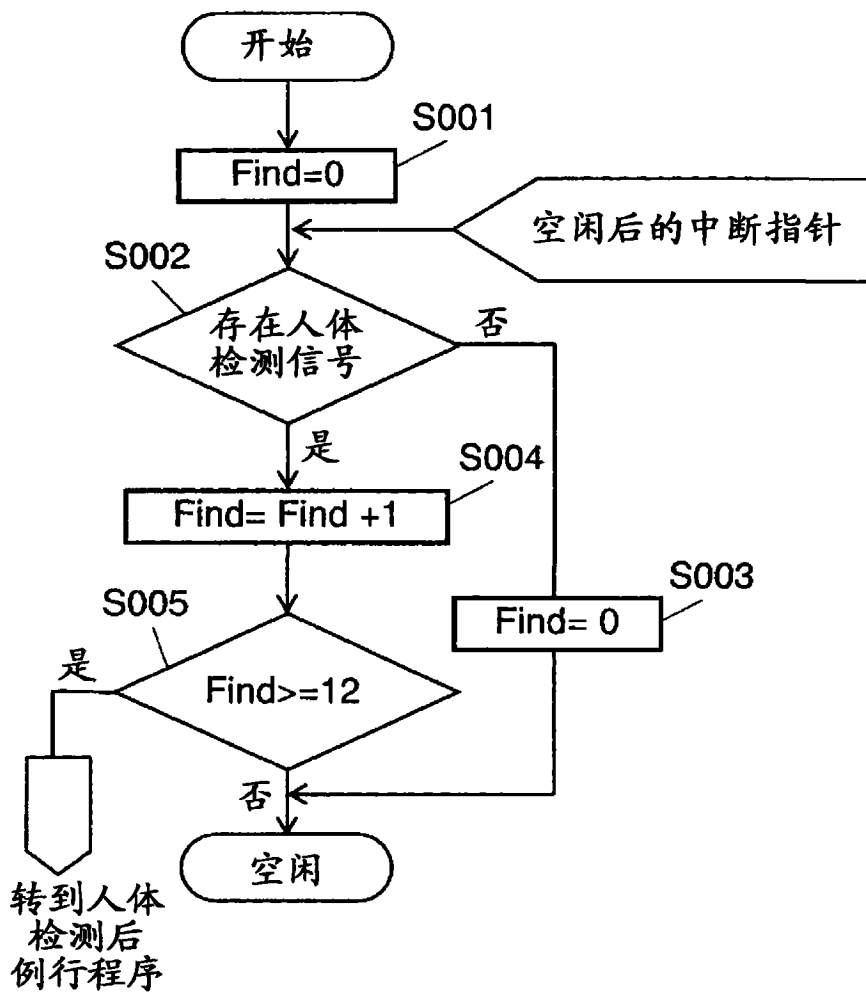 开始
S001
Find=0
空闲后的中断指针
S002
存在人体
检测信号
否
是
S004
Find= Find +1
S003
Find= 0
S005
是
Find>=12
否
空闲
转到人体
检测后
例行程序